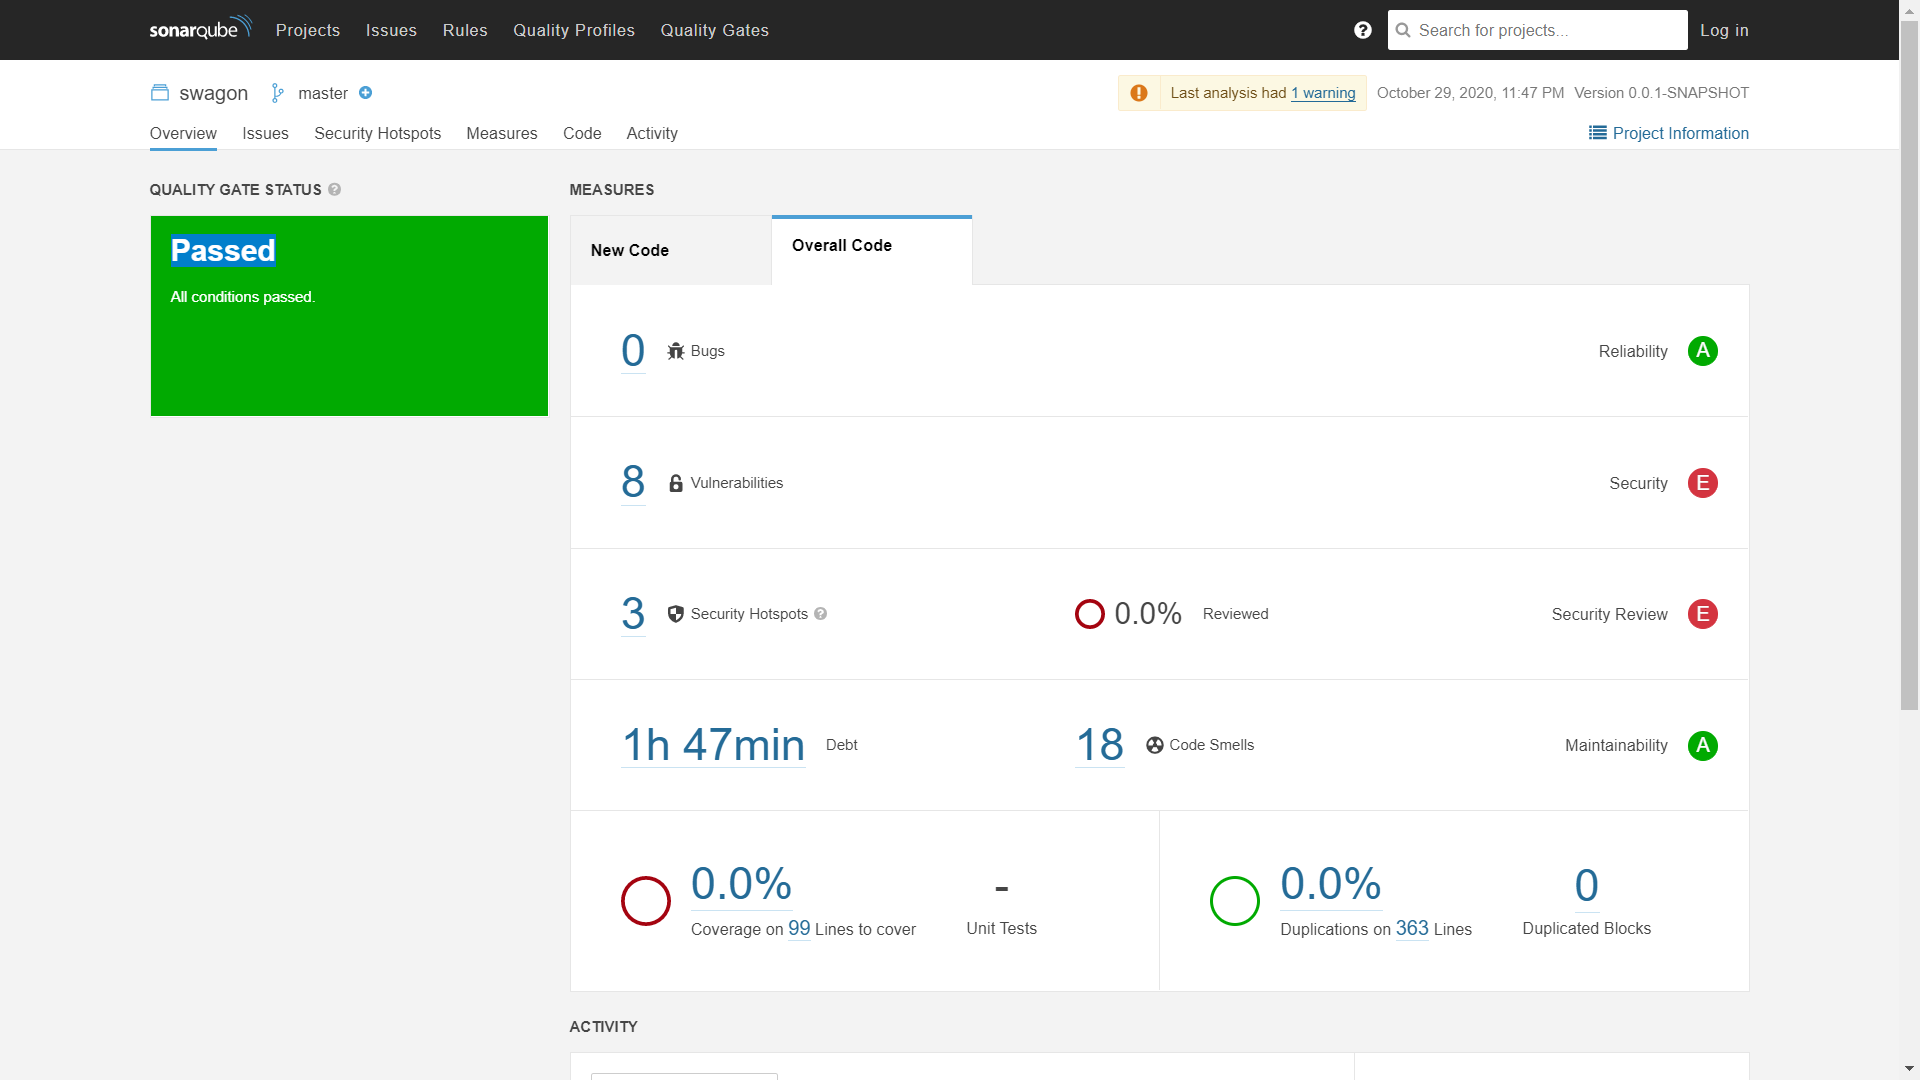 sonarqube Projects Issues Rules Quality Profiles Quality Gates ? Search for projects... Log in
swagon master Last analysis had 1 warning October 29, 2020, 11:47 PM Version 0.0.1-SNAPSHOT
Overview Issues Security Hotspots Measures Code Activity Project Information
QUALITY GATE STATUS ?
Passed
All conditions passed.
MEASURES
New Code Overall Code
0 Bugs Reliability A
8 Vulnerabilities Security E
3 Security Hotspots ? 0.0% Reviewed Security Review E
1h 47min Debt 18 Code Smells Maintainability A
0.0% - 0.0% 0
Coverage on 99 Lines to cover Unit Tests Duplications on 363 Lines Duplicated Blocks
ACTIVITY